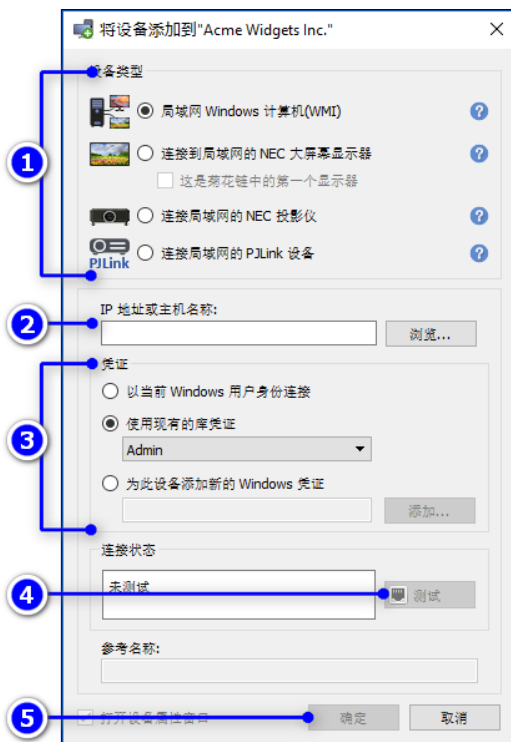 将设备添加到"Acme Widgets Inc."
设备类型
局域网 Windows 计算机(WMI)
连接到局域网的 NEC 大屏幕显示器
这是菊花链中的第一个显示器
连接局域网的 NEC 投影仪
PJLink
连接局域网的 PJLink 设备
1
IP 地址或主机名称:
2
浏览...
凭证
以当前 Windows 用户身份连接
使用现有的库凭证
3
Admin
为此设备添加新的 Windows 凭证
添加...
连接状态
未测试
4
测试
参考名称:
5
打开设备属性窗口
确定
取消